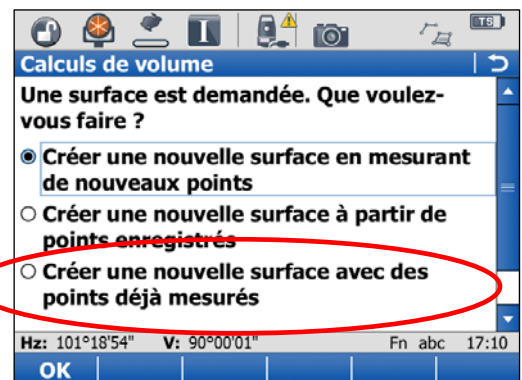 I
TS
Calculs de volume
Une surface est demandée. Que voulez-
vous faire ?
Créer une nouvelle surface en mesurant
de nouveaux points
Créer une nouvelle surface à partir de
points enregistrés
Créer une nouvelle surface avec des
points déjà mesurés
Hz: 101°18'54" V: 90°00'01" Fn abc 17:10
OK